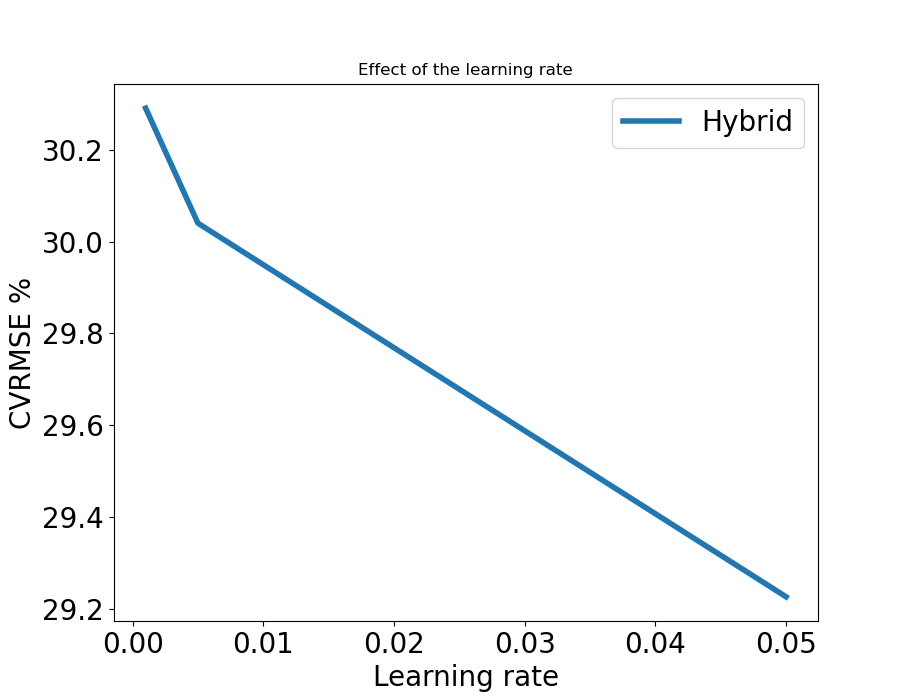 Effect of the learning rate
Hybrid
30.2
30.0
29.8
29.6
29.4
29.2
CVRMSE %
0.00 0.01 0.02 0.03 0.04 0.05
Learning rate